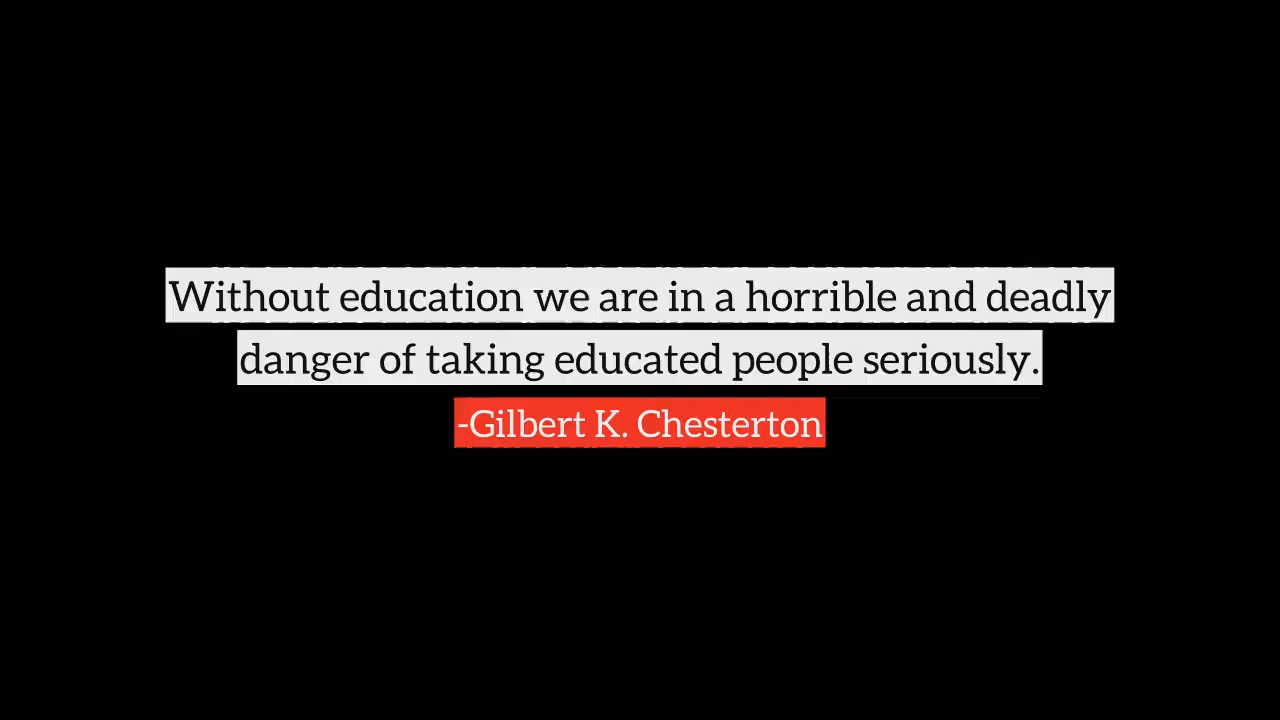 Without education we are in a horrible and deadly
danger of taking educated people seriously.
-Gilbert K. Chesterton